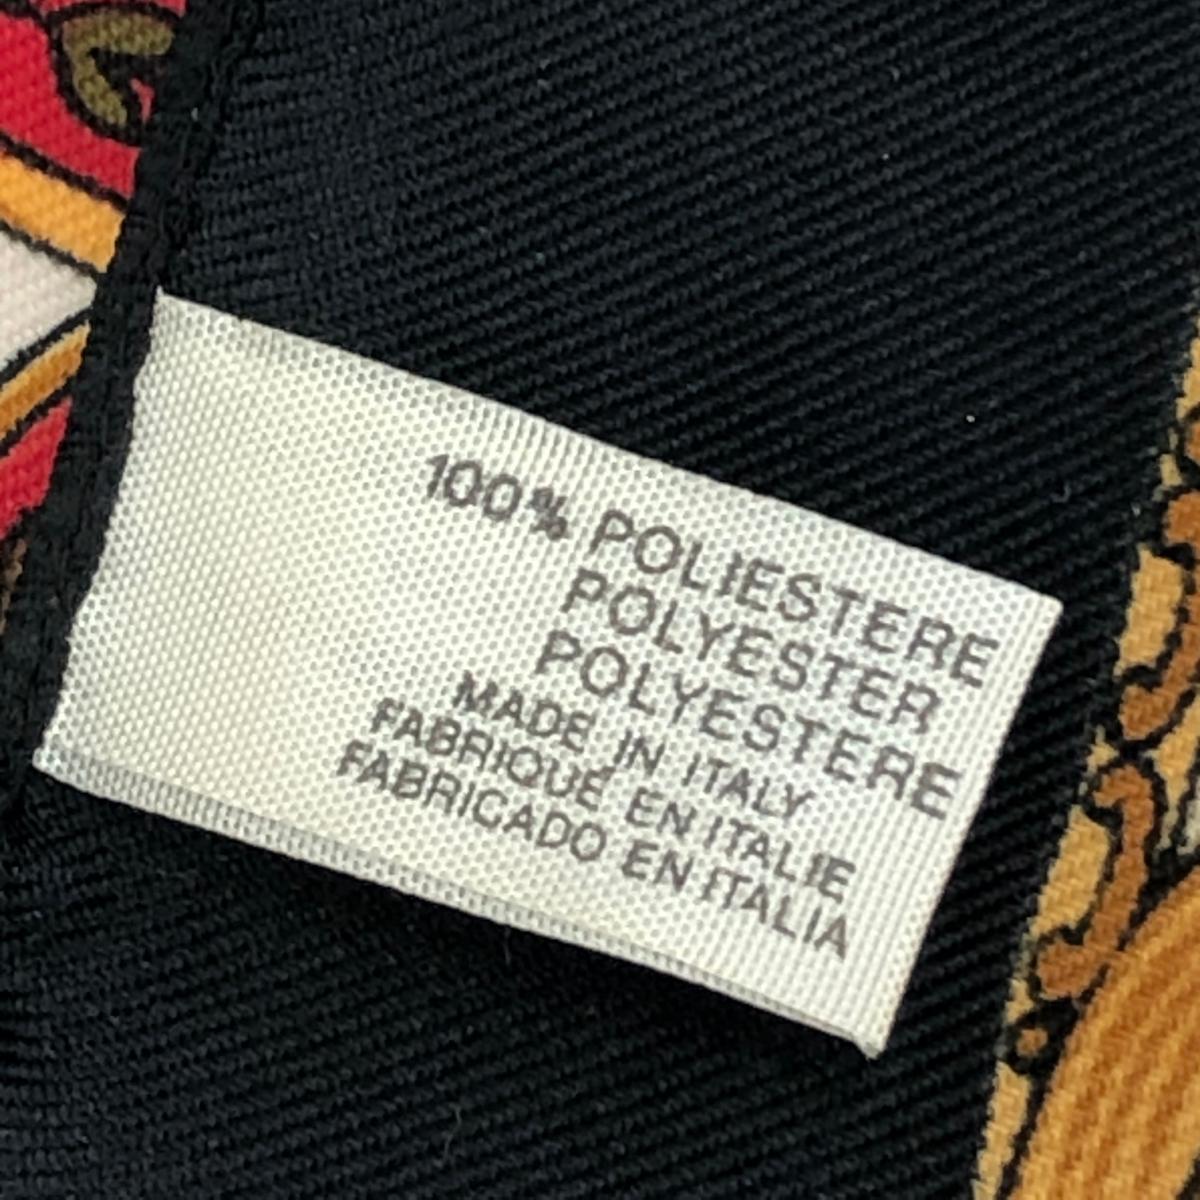 100% POLIESTERE
POLYESTER
POLYESTERE
MADE IN ITALY
FABRIQUÉ EN ITALIE
FABRICADO EN ITALIA